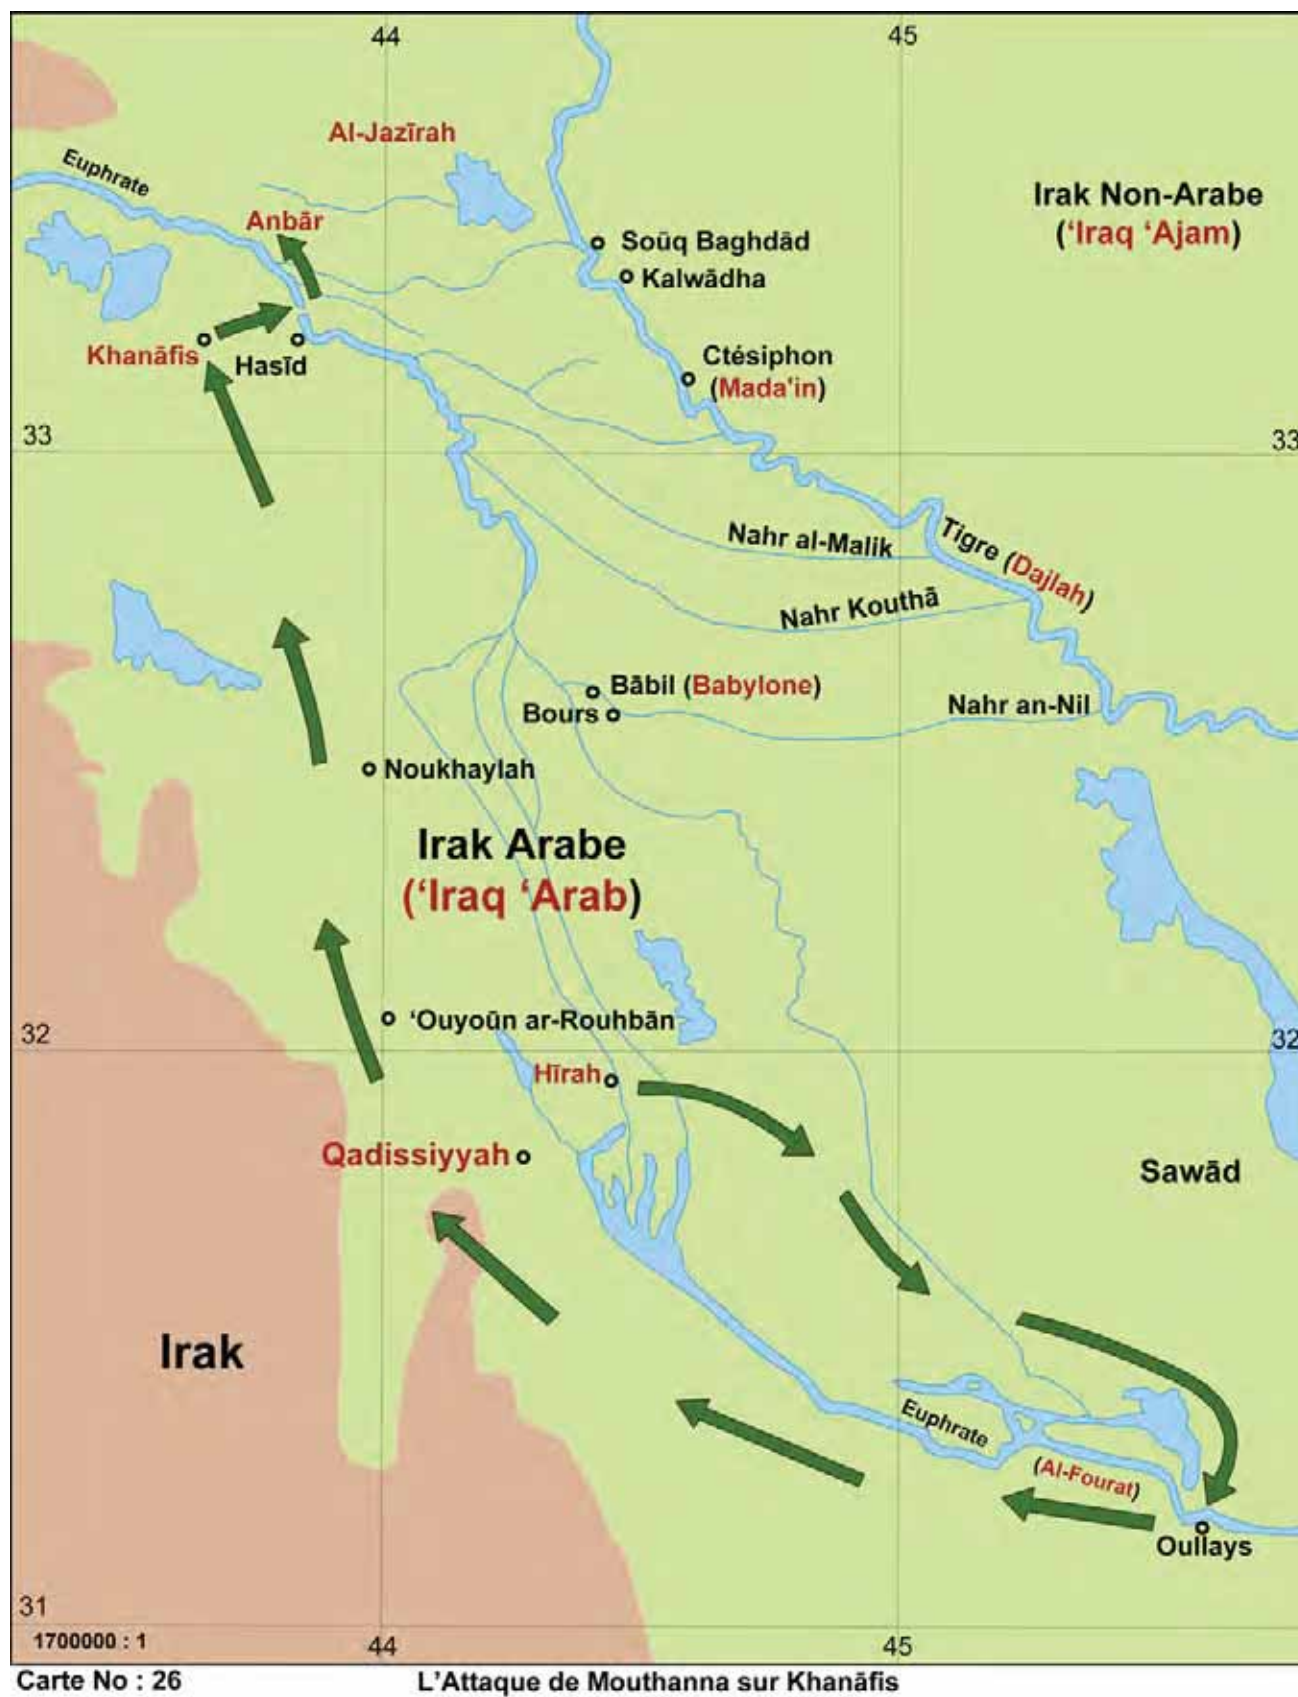 44
45
Al-Jazīrah
Euphrate
Anbār
Irak Non-Arabe
(‘Iraq ‘Ajam)
Soūq Baghdād
Kalwādha
Khanāfis
Hasīd
Ctésiphon
(Mada'in)
33
33
Nahr al-Malik
Tigre (Dajlah)
Nahr Kouthā
Bābil (Babylone)
Bours
Nahr an-Nil
Noukhaylah
Irak Arabe
(‘Iraq ‘Arab)
‘Ouyoūn ar-Rouhbān
32
32
Hīrah
Qadissiyyah
Sawād
Irak
Euphrate
(Al-Fourat)
Oullays
31
1700000 : 1
44
45
Carte No : 26
L'Attaque de Mouthanna sur Khanāfis